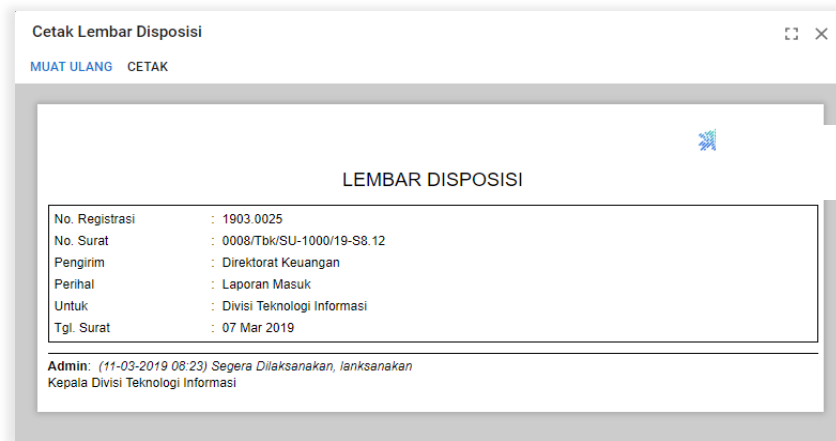 Cetak Lembar Disposisi
MUAT ULANG CETAK
LEMBAR DISPOSISI
No. Registrasi : 1903.0025
No. Surat : 0008/Tbk/SU-1000/19-S8.12
Pengirim : Direktorat Keuangan
Perihal : Laporan Masuk
Untuk : Divisi Teknologi Informasi
Tgl. Surat : 07 Mar 2019
Admin: (11-03-2019 08:23) Segera Dilaksanakan, lanksanakan
Kepala Divisi Teknologi Informasi